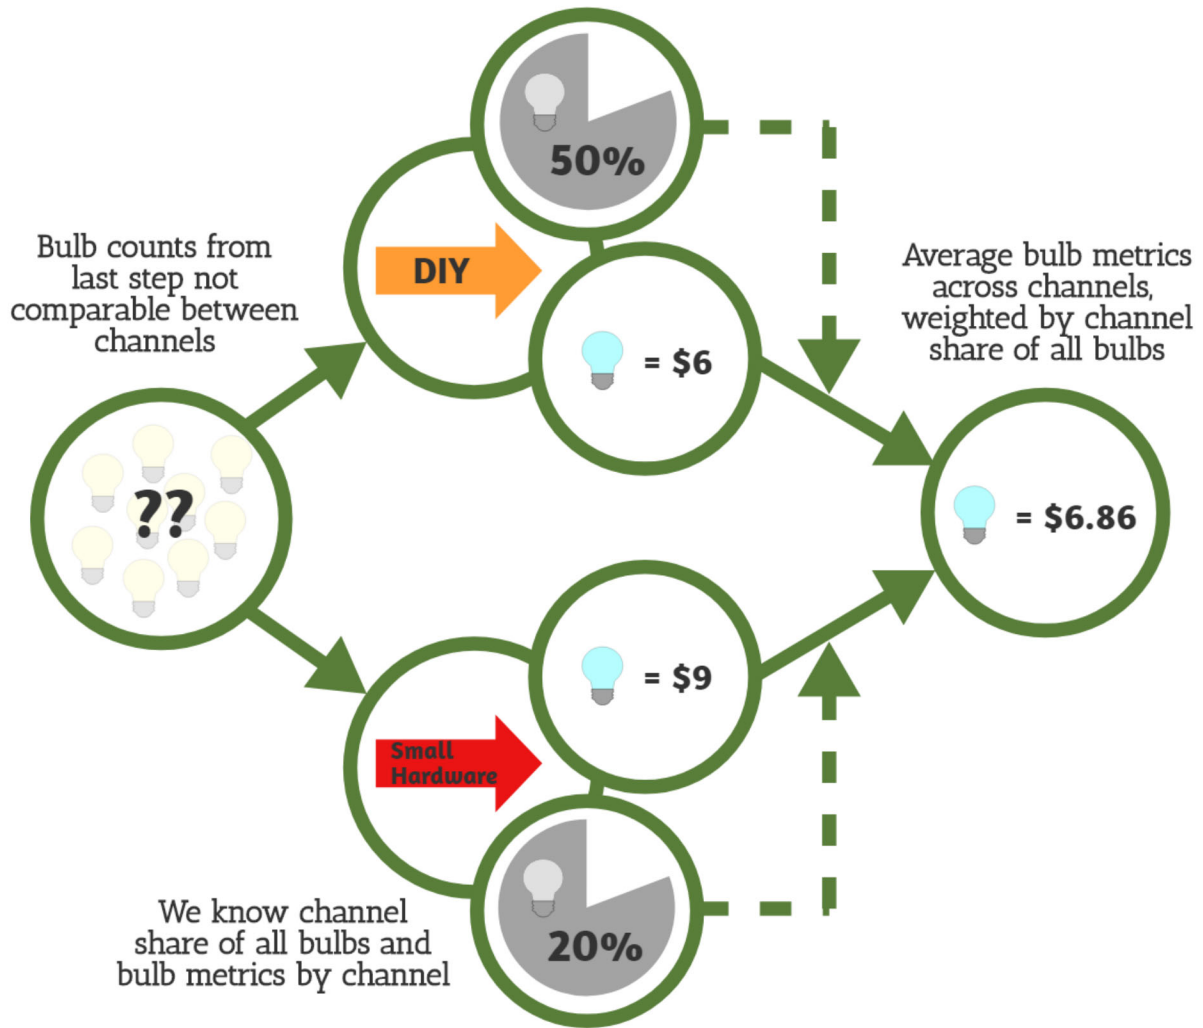 50%
Bulb counts from
last step not
comparable between
channels
DIY
= $6
Average bulb metrics
across channels,
weighted by channel
share of all bulbs
??
= $6.86
= $9
Small
Hardware
20%
We know channel
share of all bulbs and
bulb metrics by channel